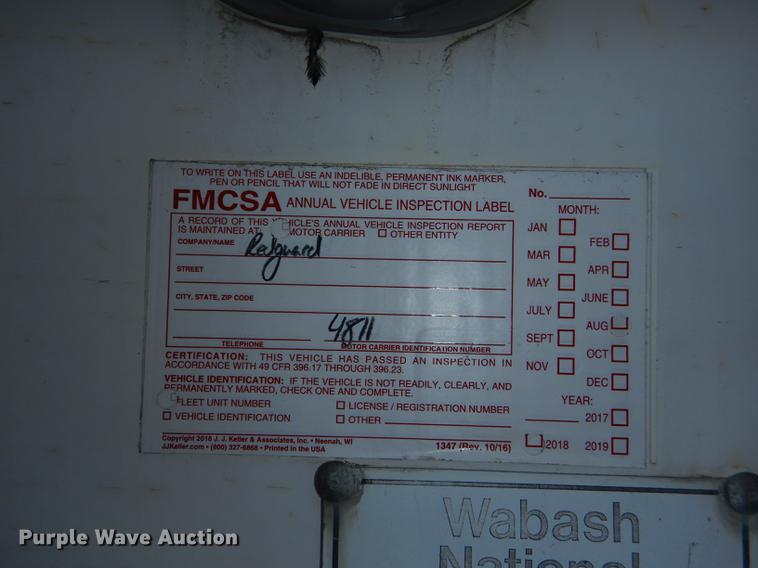 TO WRITE ON THIS LABEL USE AN INDELIBLE, PERMANENT INK MARKER,
PEN OR PENCIL THAT WILL NOT FADE IN DIRECT SUNLIGHT
FMCSA ANNUAL VEHICLE INSPECTION LABEL
A RECORD OF THIS VEHICLE'S ANNUAL VEHICLE INSPECTION REPORT
IS MAINTAINED AT: MOTOR CARRIER OTHER ENTITY
COMPANY/NAME Redguard
STREET
CITY, STATE, ZIP CODE
4811
TELEPHONE MOTOR CARRIER IDENTIFICATION NUMBER
CERTIFICATION: THIS VEHICLE HAS PASSED AN INSPECTION IN
ACCORDANCE WITH 49 CFR 396.17 THROUGH 396.23.
VEHICLE IDENTIFICATION: IF THE VEHICLE IS NOT READILY, CLEARLY, AND
PERMANENTLY MARKED, CHECK ONE AND COMPLETE.
FLEET UNIT NUMBER LICENSE / REGISTRATION NUMBER
VEHICLE IDENTIFICATION OTHER
Copyright 2016 J. J. Keller & Associates, Inc. • Neenah, WI
JJKeller.com • (800) 327-6868 • Printed in the USA
1347 (Rev. 10/16)
No.
MONTH:
JAN
FEB
MAR
APR
MAY
JUNE
JULY
AUG
SEPT
OCT
NOV
DEC
YEAR:
2017
2018 2019
Wabash
National
Purple Wave Auction